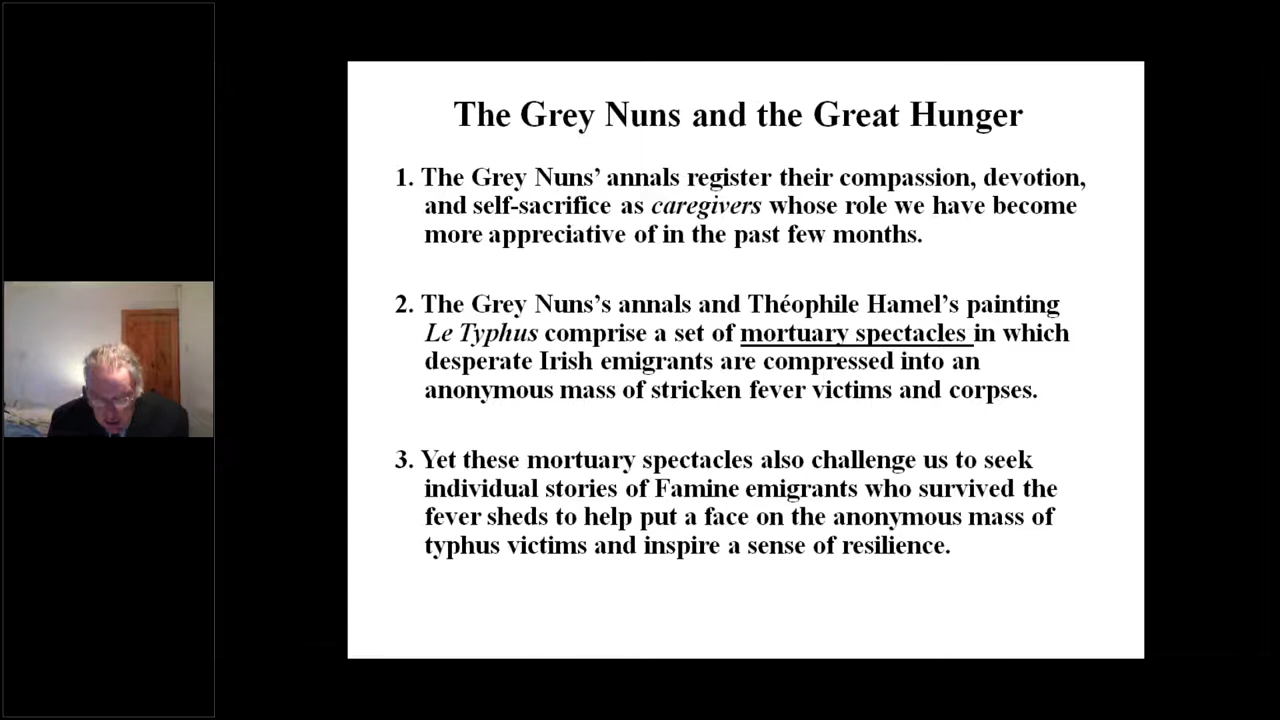 The Grey Nuns and the Great Hunger
1. The Grey Nuns’ annals register their compassion, devotion,
and self-sacrifice as caregivers whose role we have become
more appreciative of in the past few months.
2. The Grey Nuns’s annals and Théophile Hamel’s painting
Le Typhus comprise a set of mortuary spectacles in which
desperate Irish emigrants are compressed into an
anonymous mass of stricken fever victims and corpses.
3. Yet these mortuary spectacles also challenge us to seek
individual stories of Famine emigrants who survived the
fever sheds to help put a face on the anonymous mass of
typhus victims and inspire a sense of resilience.